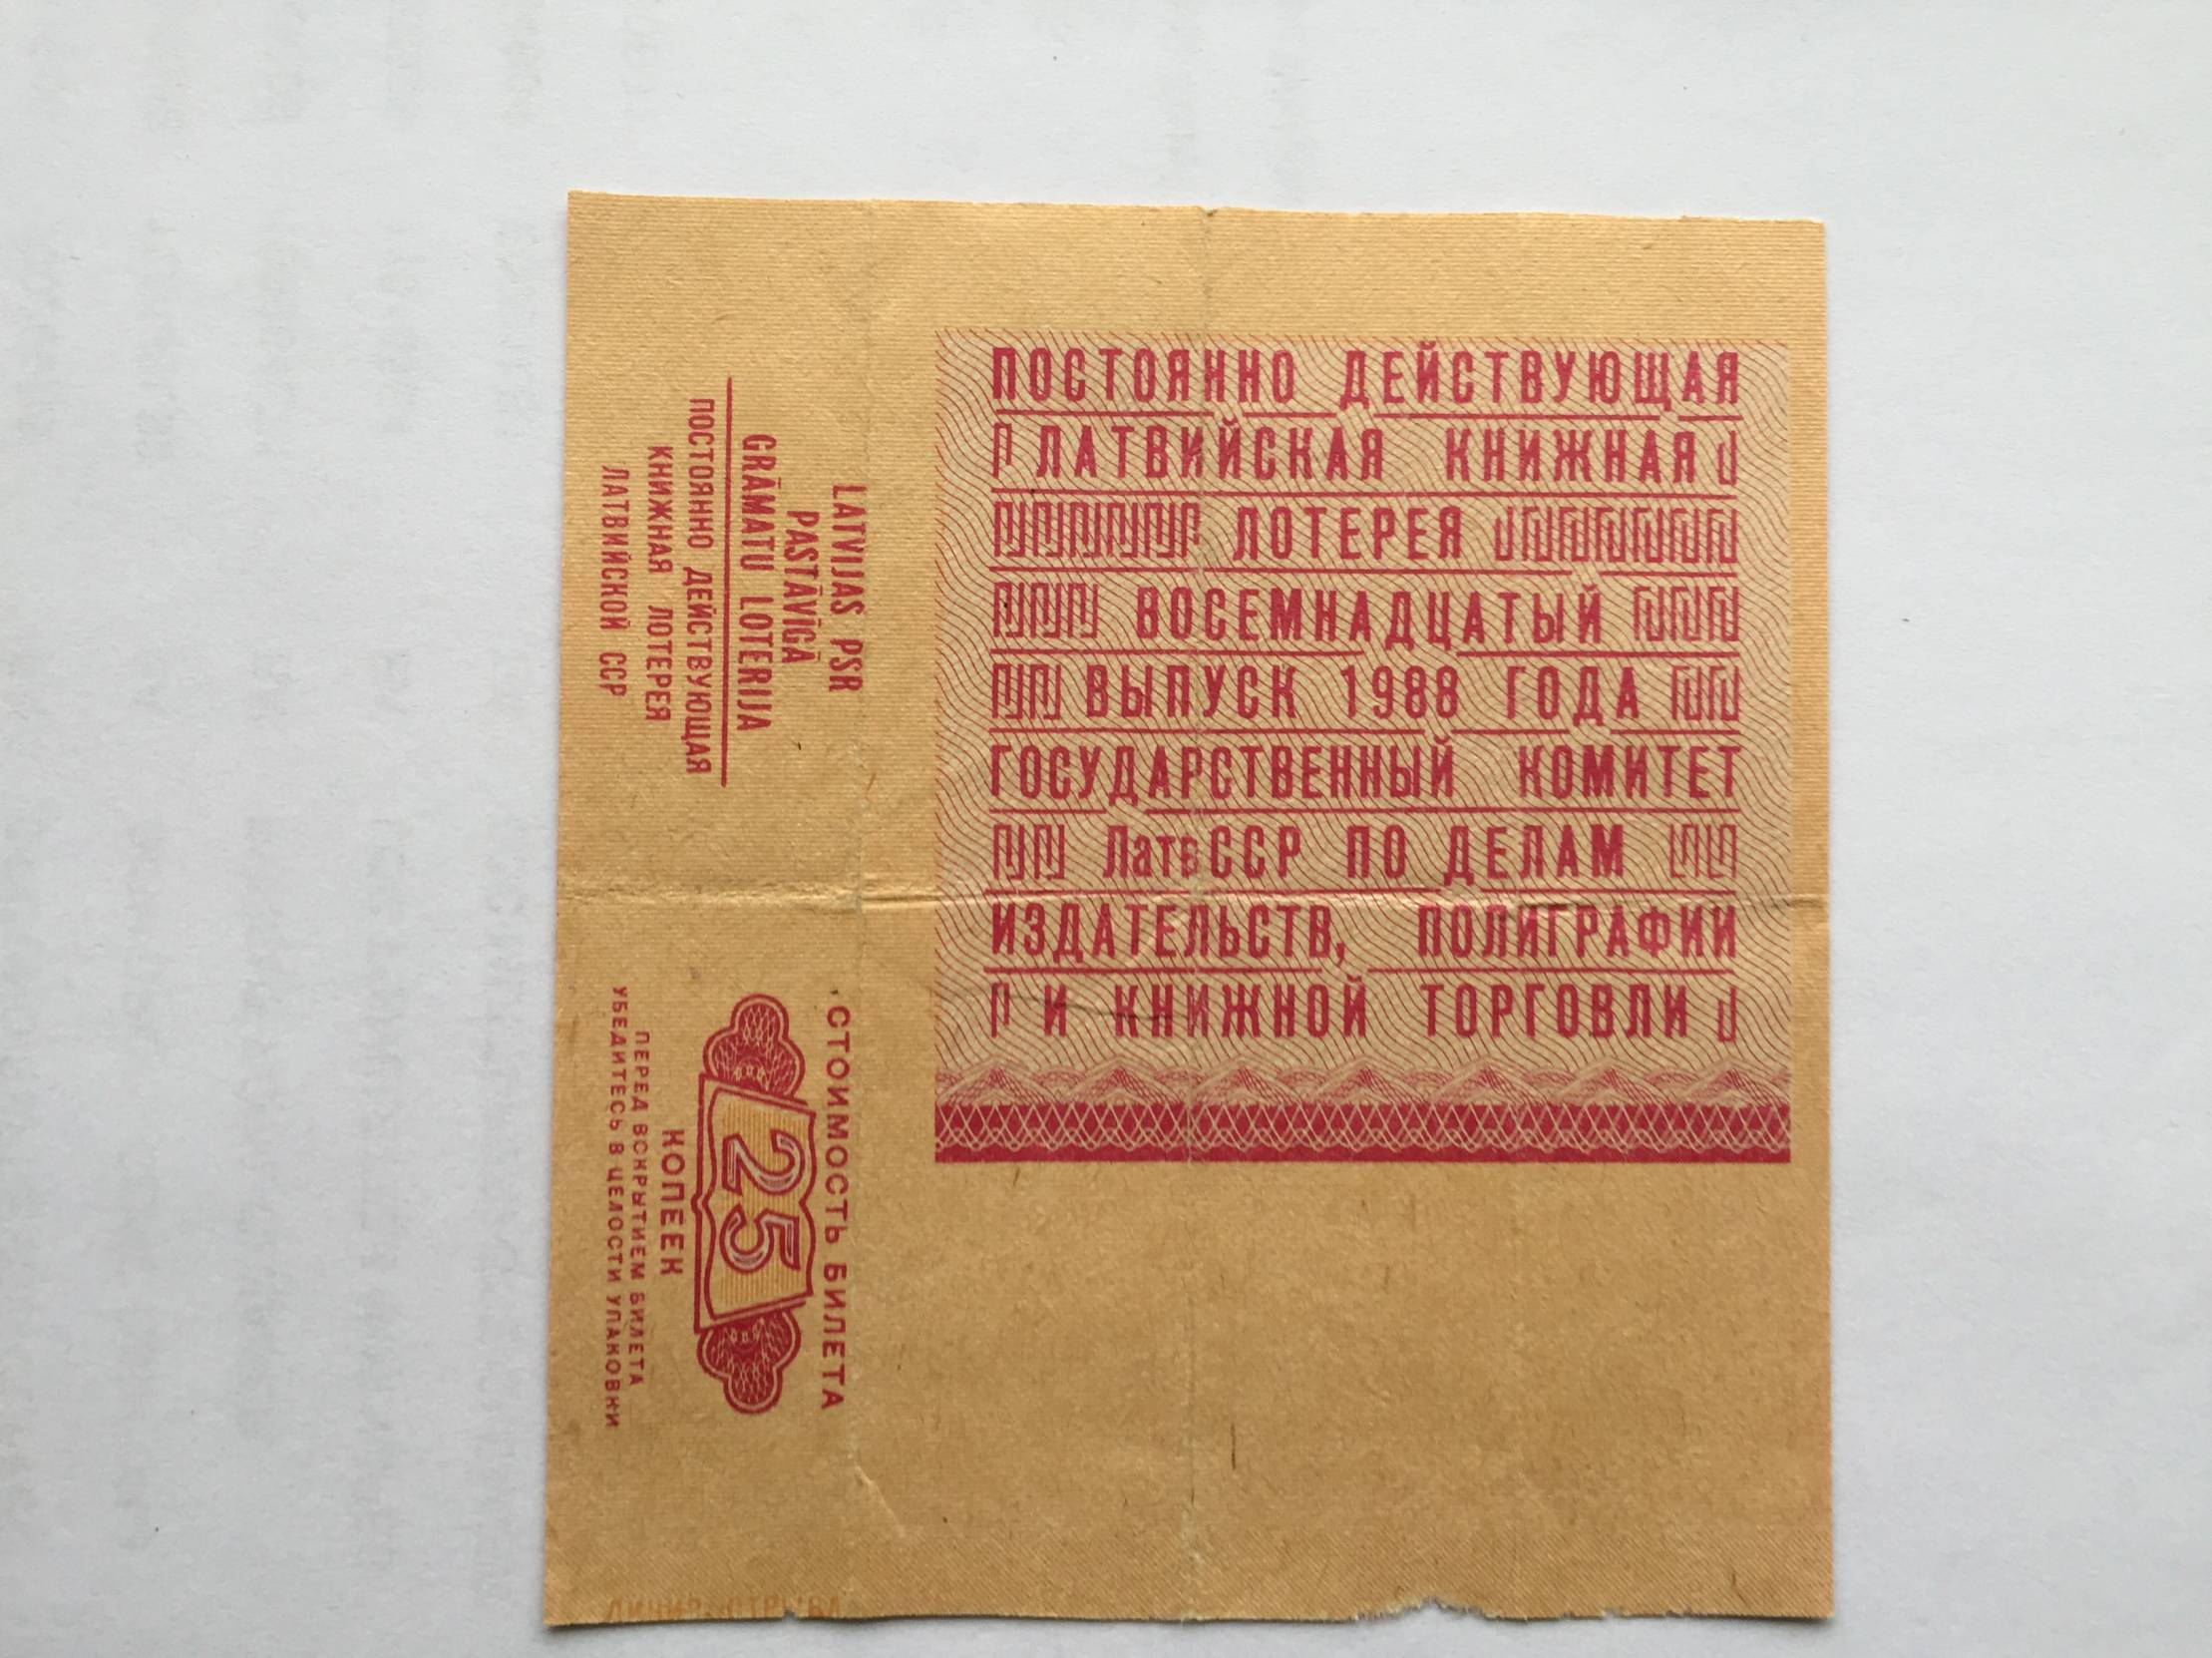 ПОСТОЯННО ДЕЙСТВУЮЩАЯ
ЛАТВИЙСКАЯ КНИЖНАЯ
ЛОТЕРЕЯ
ВОСЕМНАДЦАТЫЙ
ВЫПУСК 1988 ГОДА
ГОСУДАРСТВЕННЫЙ КОМИТЕТ
ЛатвССР ПО ДЕЛАМ
ИЗДАТЕЛЬСТВ, ПОЛИГРАФИИ
И КНИЖНОЙ ТОРГОВЛИ
LATVIJAS PSR
PASTĀVĪGĀ
GRĀMATU LOTERIJA
ПОСТОЯННО ДЕЙСТВУЮЩАЯ
КНИЖНАЯ ЛОТЕРЕЯ
ЛАТВИЙСКОЙ ССР
СТОИМОСТЬ БИЛЕТА
25
КОПЕЕК
ПЕРЕД ВСКРЫТИЕМ БИЛЕТА
УБЕДИТЕСЬ В ЦЕЛОСТИ УПАКОВКИ